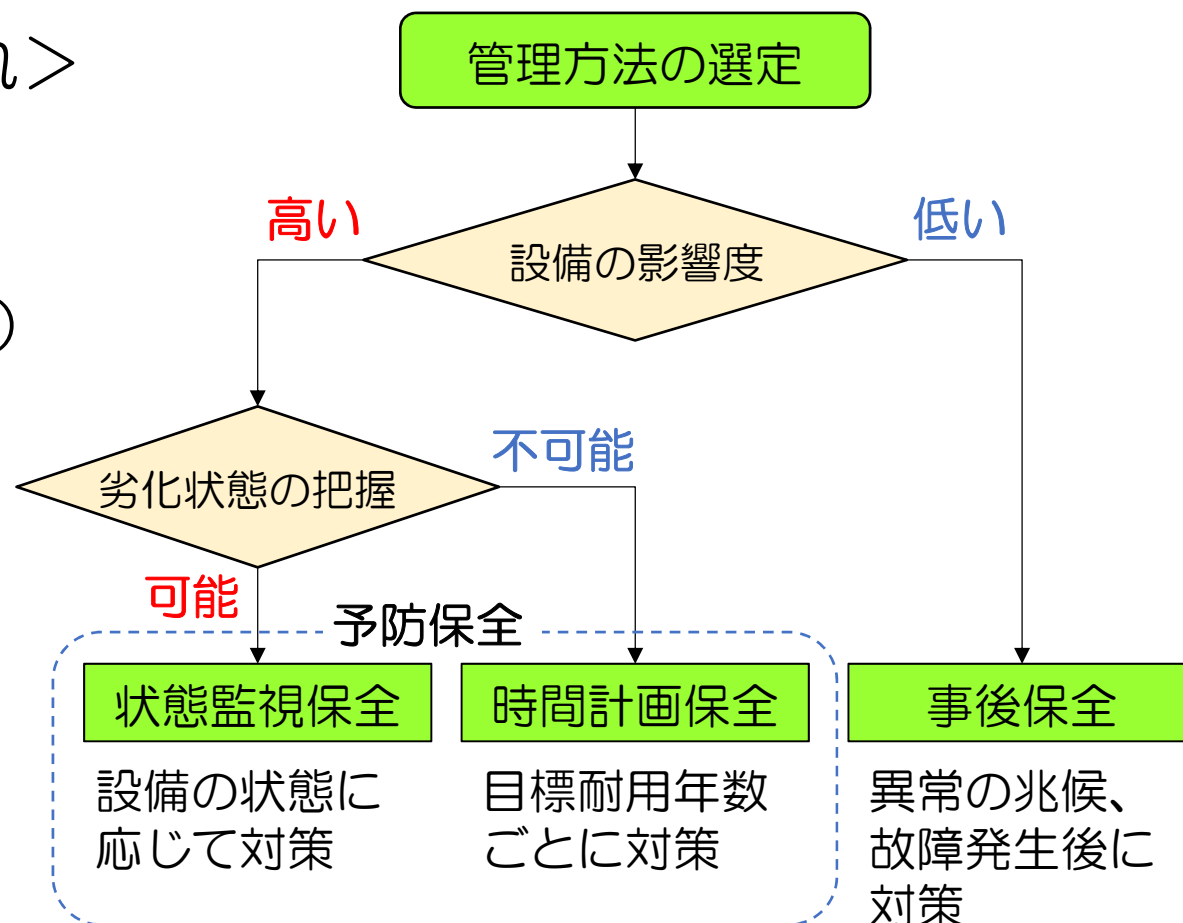 れ＞
管理方法の選定
高い
低い
設備の影響度
）
劣化状態の把握
不可能
可能
予防保全
状態監視保全
時間計画保全
事後保全
設備の状態に
応じて対策
目標耐用年数
ごとに対策
異常の兆候、
故障発生後に
対策